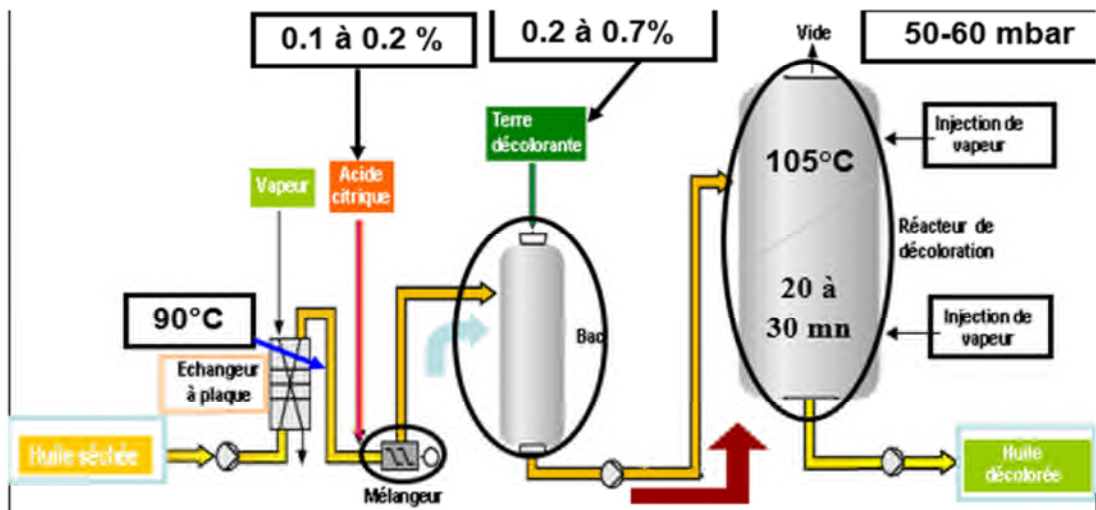 0.1 à 0.2 %
0.2 à 0.7%
Vide
50-60 mbar
Terre
décolorante
Injection de
vapeur
105°C
Vapeur
Acide
citrique
Réacteur de
décoloration
20 à
30 mn
90°C
Bac
Injection de
vapeur
Echangeur
à plaque
Huile séchée
Mélangeur
Huile
décolorée